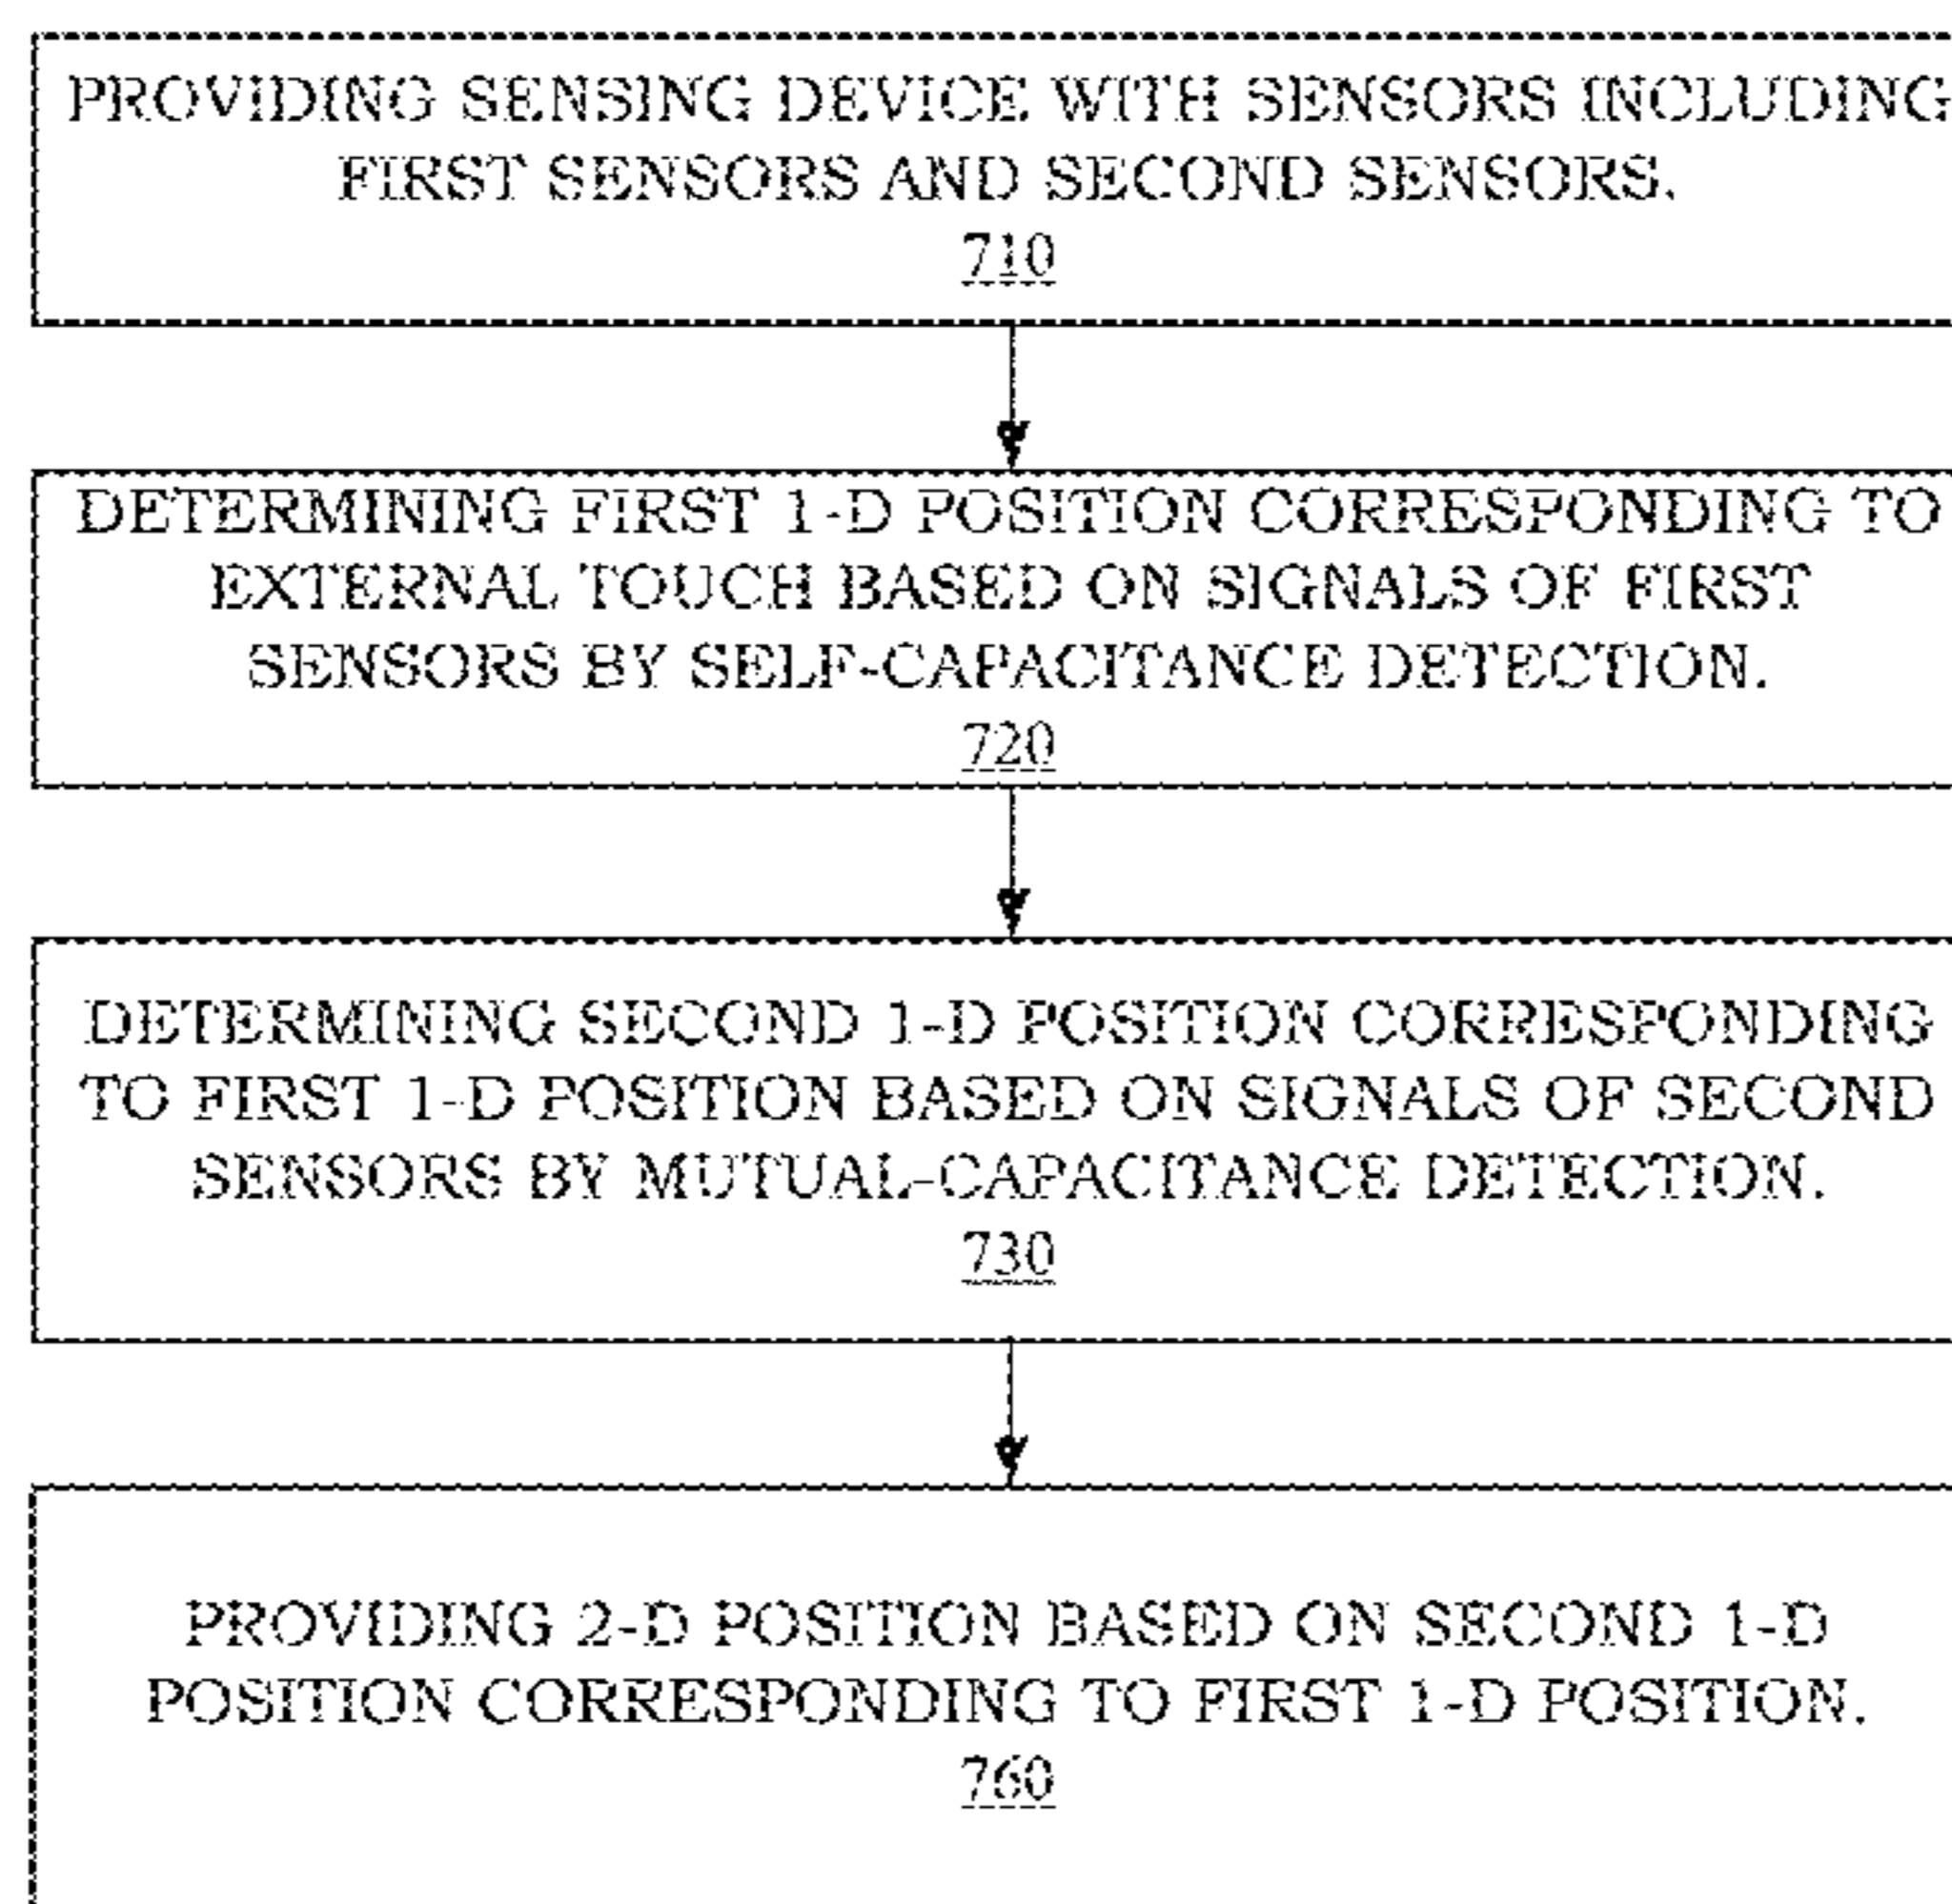 PROVIDING SENSING DEVICE WITH SENSORS INCLUDING
FIRST SENSORS AND SECOND SENSORS.
710
DETERMINING FIRST 1-D POSITION CORRESPONDING TO
EXTERNAL TOUCH BASED ON SIGNALS OF FIRST
SENSORS BY SELF-CAPACITANCE DETECTION.
720
DETERMINING SECOND 1-D POSITION CORRESPONDING
TO FIRST 1-D POSITION BASED ON SIGNALS OF SECOND
SENSORS BY MUTUAL-CAPACITANCE DETECTION.
730
PROVIDING 2-D POSITION BASED ON SECOND 1-D
POSITION CORRESPONDING TO FIRST 1-D POSITION.
760